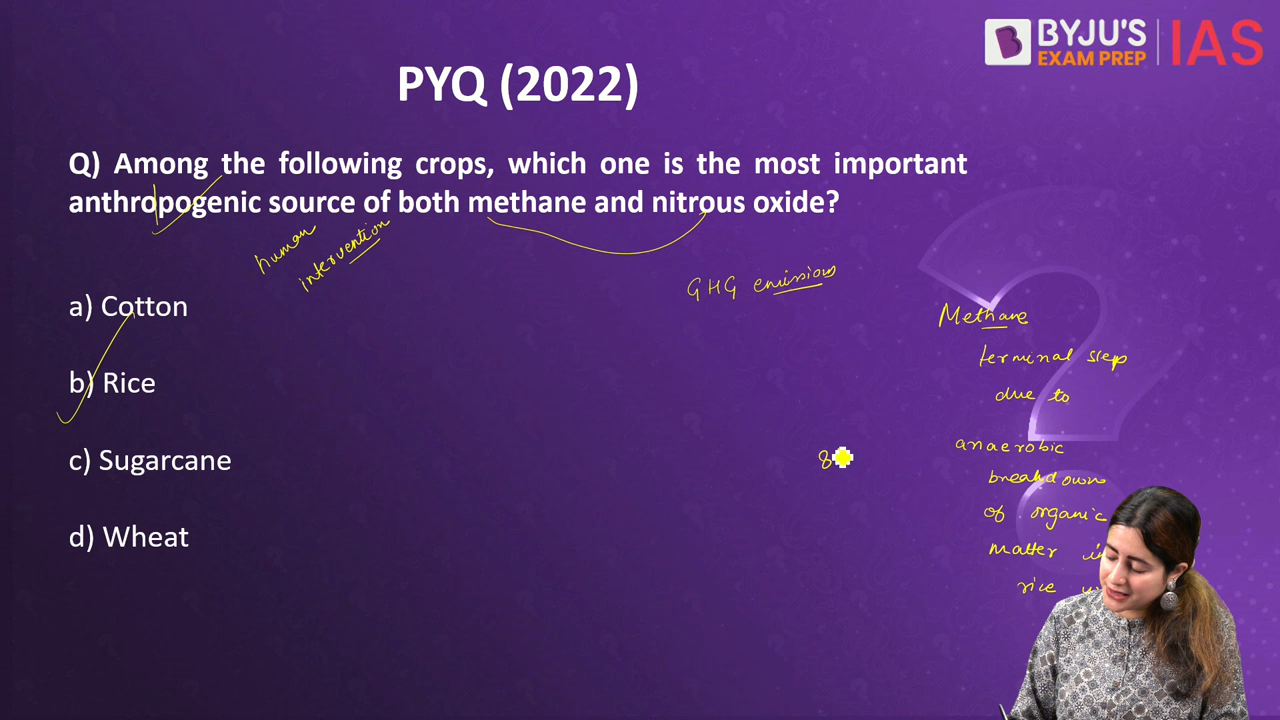 BYJU'S
EXAM PREP
IAS
PYQ (2022)
Q) Among the following crops, which one is the most important
anthropogenic source of both methane and nitrous oxide?
human
intervention
GHG emissions
a) Cotton
b) Rice
c) Sugarcane
d) Wheat
Methane
terminal step
due to
anaerobic
breakdown
of organic
matter in
rice
8